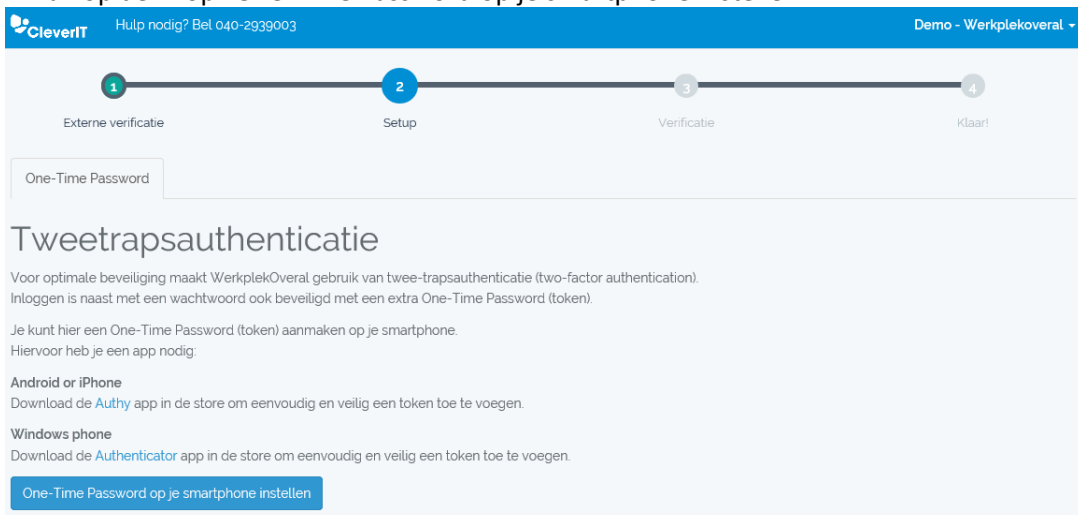 CleverIT Hulp nodig? Bel 040-2939003 Demo - Werkplekoveral
1 2 3 4
Externe verificatie Setup Verificatie Klaar!
One-Time Password
Tweetrapsauthenticatie
Voor optimale beveiliging maakt WerkplekOveral gebruik van twee-trapsauthenticatie (two-factor authentication).
Inloggen is naast met een wachtwoord ook beveiligd met een extra One-Time Password (token).
Je kunt hier een One-Time Password (token) aanmaken op je smartphone.
Hiervoor heb je een app nodig:
Android or iPhone
Download de Authy app in de store om eenvoudig en veilig een token toe te voegen.
Windows phone
Download de Authenticator app in de store om eenvoudig en veilig een token toe te voegen.
One-Time Password op je smartphone instellen